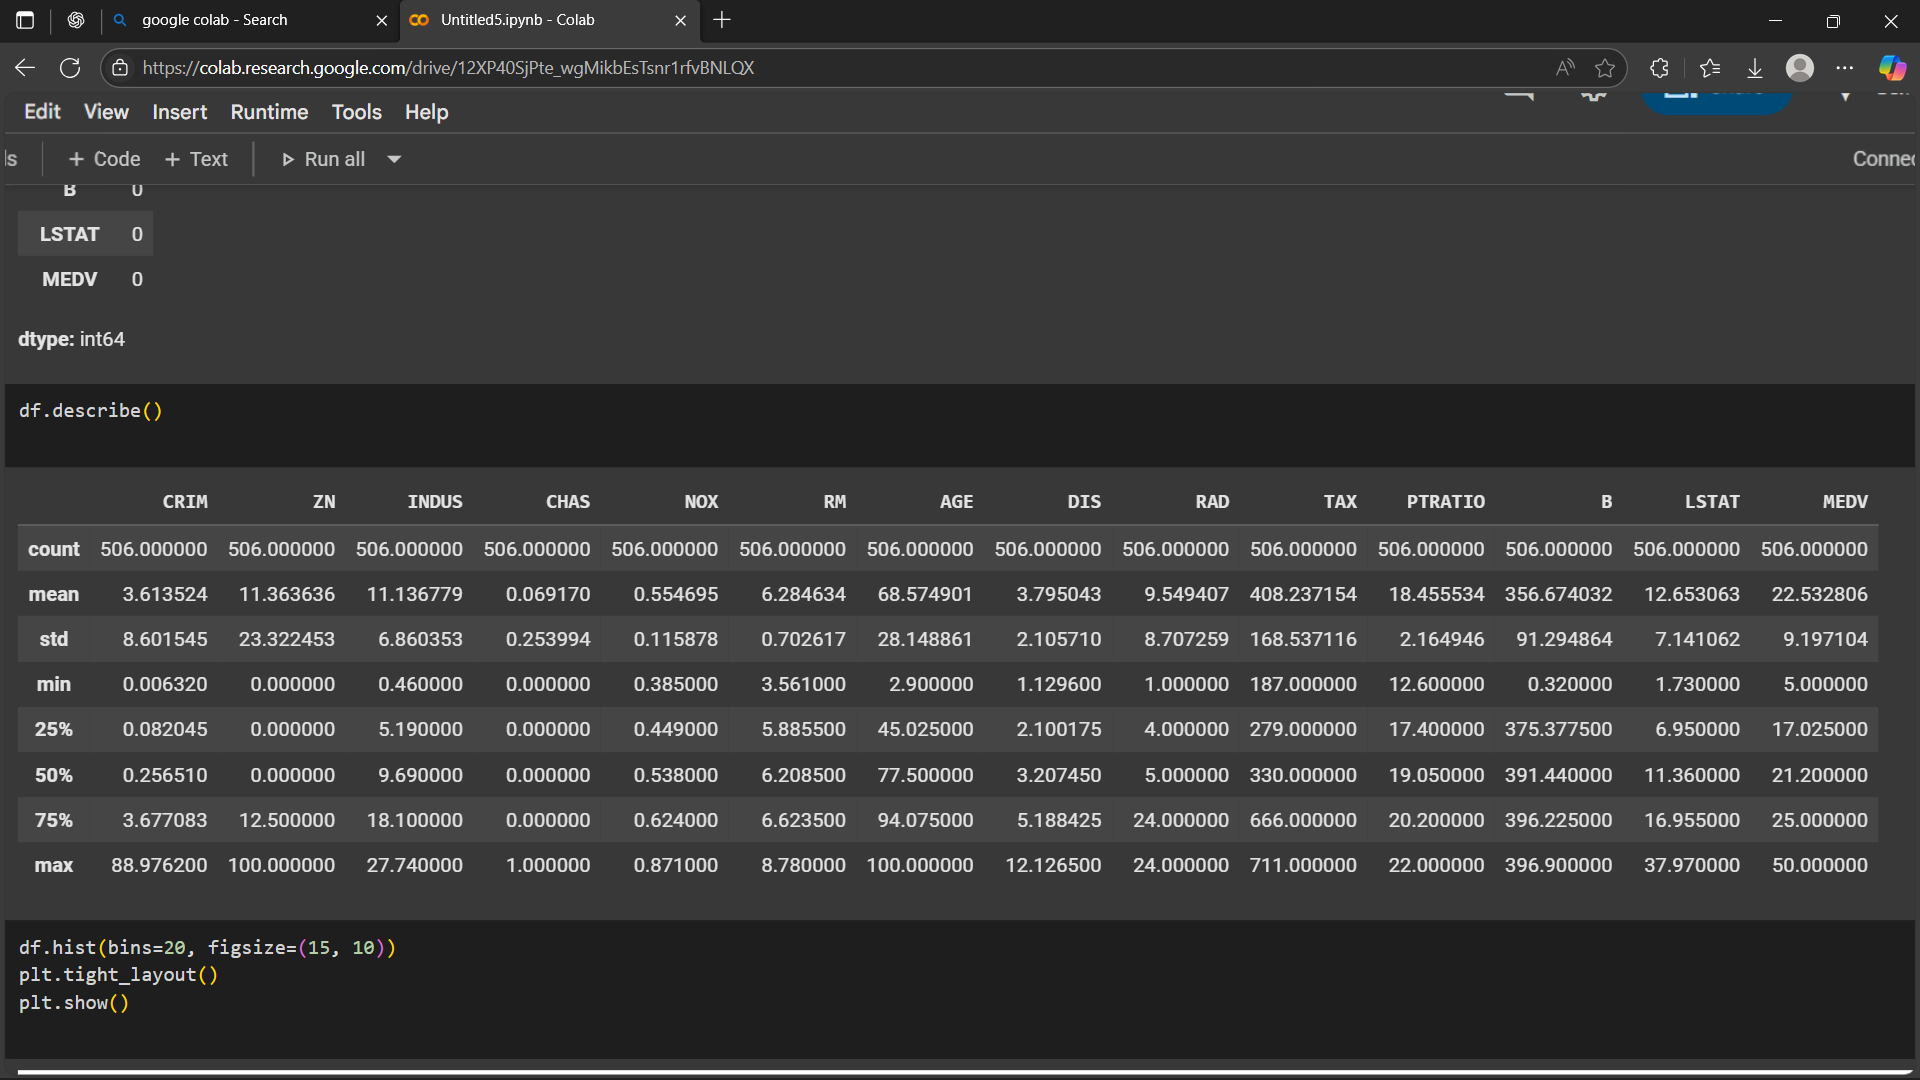 google colab - Search
Untitled5.ipynb - Colab
https://colab.research.google.com/drive/12XP40SjPte_wgMikbEsTsnr1rfvBNLQX
Edit View Insert Runtime Tools Help
+ Code + Text Run all
B 0
LSTAT 0
MEDV 0
dtype: int64
df.describe()
CRIM ZN INDUS CHAS NOX RM AGE DIS RAD TAX PTRATIO B LSTAT MEDV
count 506.000000 506.000000 506.000000 506.000000 506.000000 506.000000 506.000000 506.000000 506.000000 506.000000 506.000000 506.000000 506.000000 506.000000
mean 3.613524 11.363636 11.136779 0.069170 0.554695 6.284634 68.574901 3.795043 9.549407 408.237154 18.455534 356.674032 12.653063 22.532806
std 8.601545 23.322453 6.860353 0.253994 0.115878 0.702617 28.148861 2.105710 8.707259 168.537116 2.164946 91.294864 7.141062 9.197104
min 0.006320 0.000000 0.460000 0.000000 0.385000 3.561000 2.900000 1.129600 1.000000 187.000000 12.600000 0.320000 1.730000 5.000000
25% 0.082045 0.000000 5.190000 0.000000 0.449000 5.885500 45.025000 2.100175 4.000000 279.000000 17.400000 375.377500 6.950000 17.025000
50% 0.256510 0.000000 9.690000 0.000000 0.538000 6.208500 77.500000 3.207450 5.000000 330.000000 19.050000 391.440000 11.360000 21.200000
75% 3.677083 12.500000 18.100000 0.000000 0.624000 6.623500 94.075000 5.188425 24.000000 666.000000 20.200000 396.225000 16.955000 25.000000
max 88.976200 100.000000 27.740000 1.000000 0.871000 8.780000 100.000000 12.126500 24.000000 711.000000 22.000000 396.900000 37.970000 50.000000
df.hist(bins=20, figsize=(15, 10))
plt.tight_layout()
plt.show()